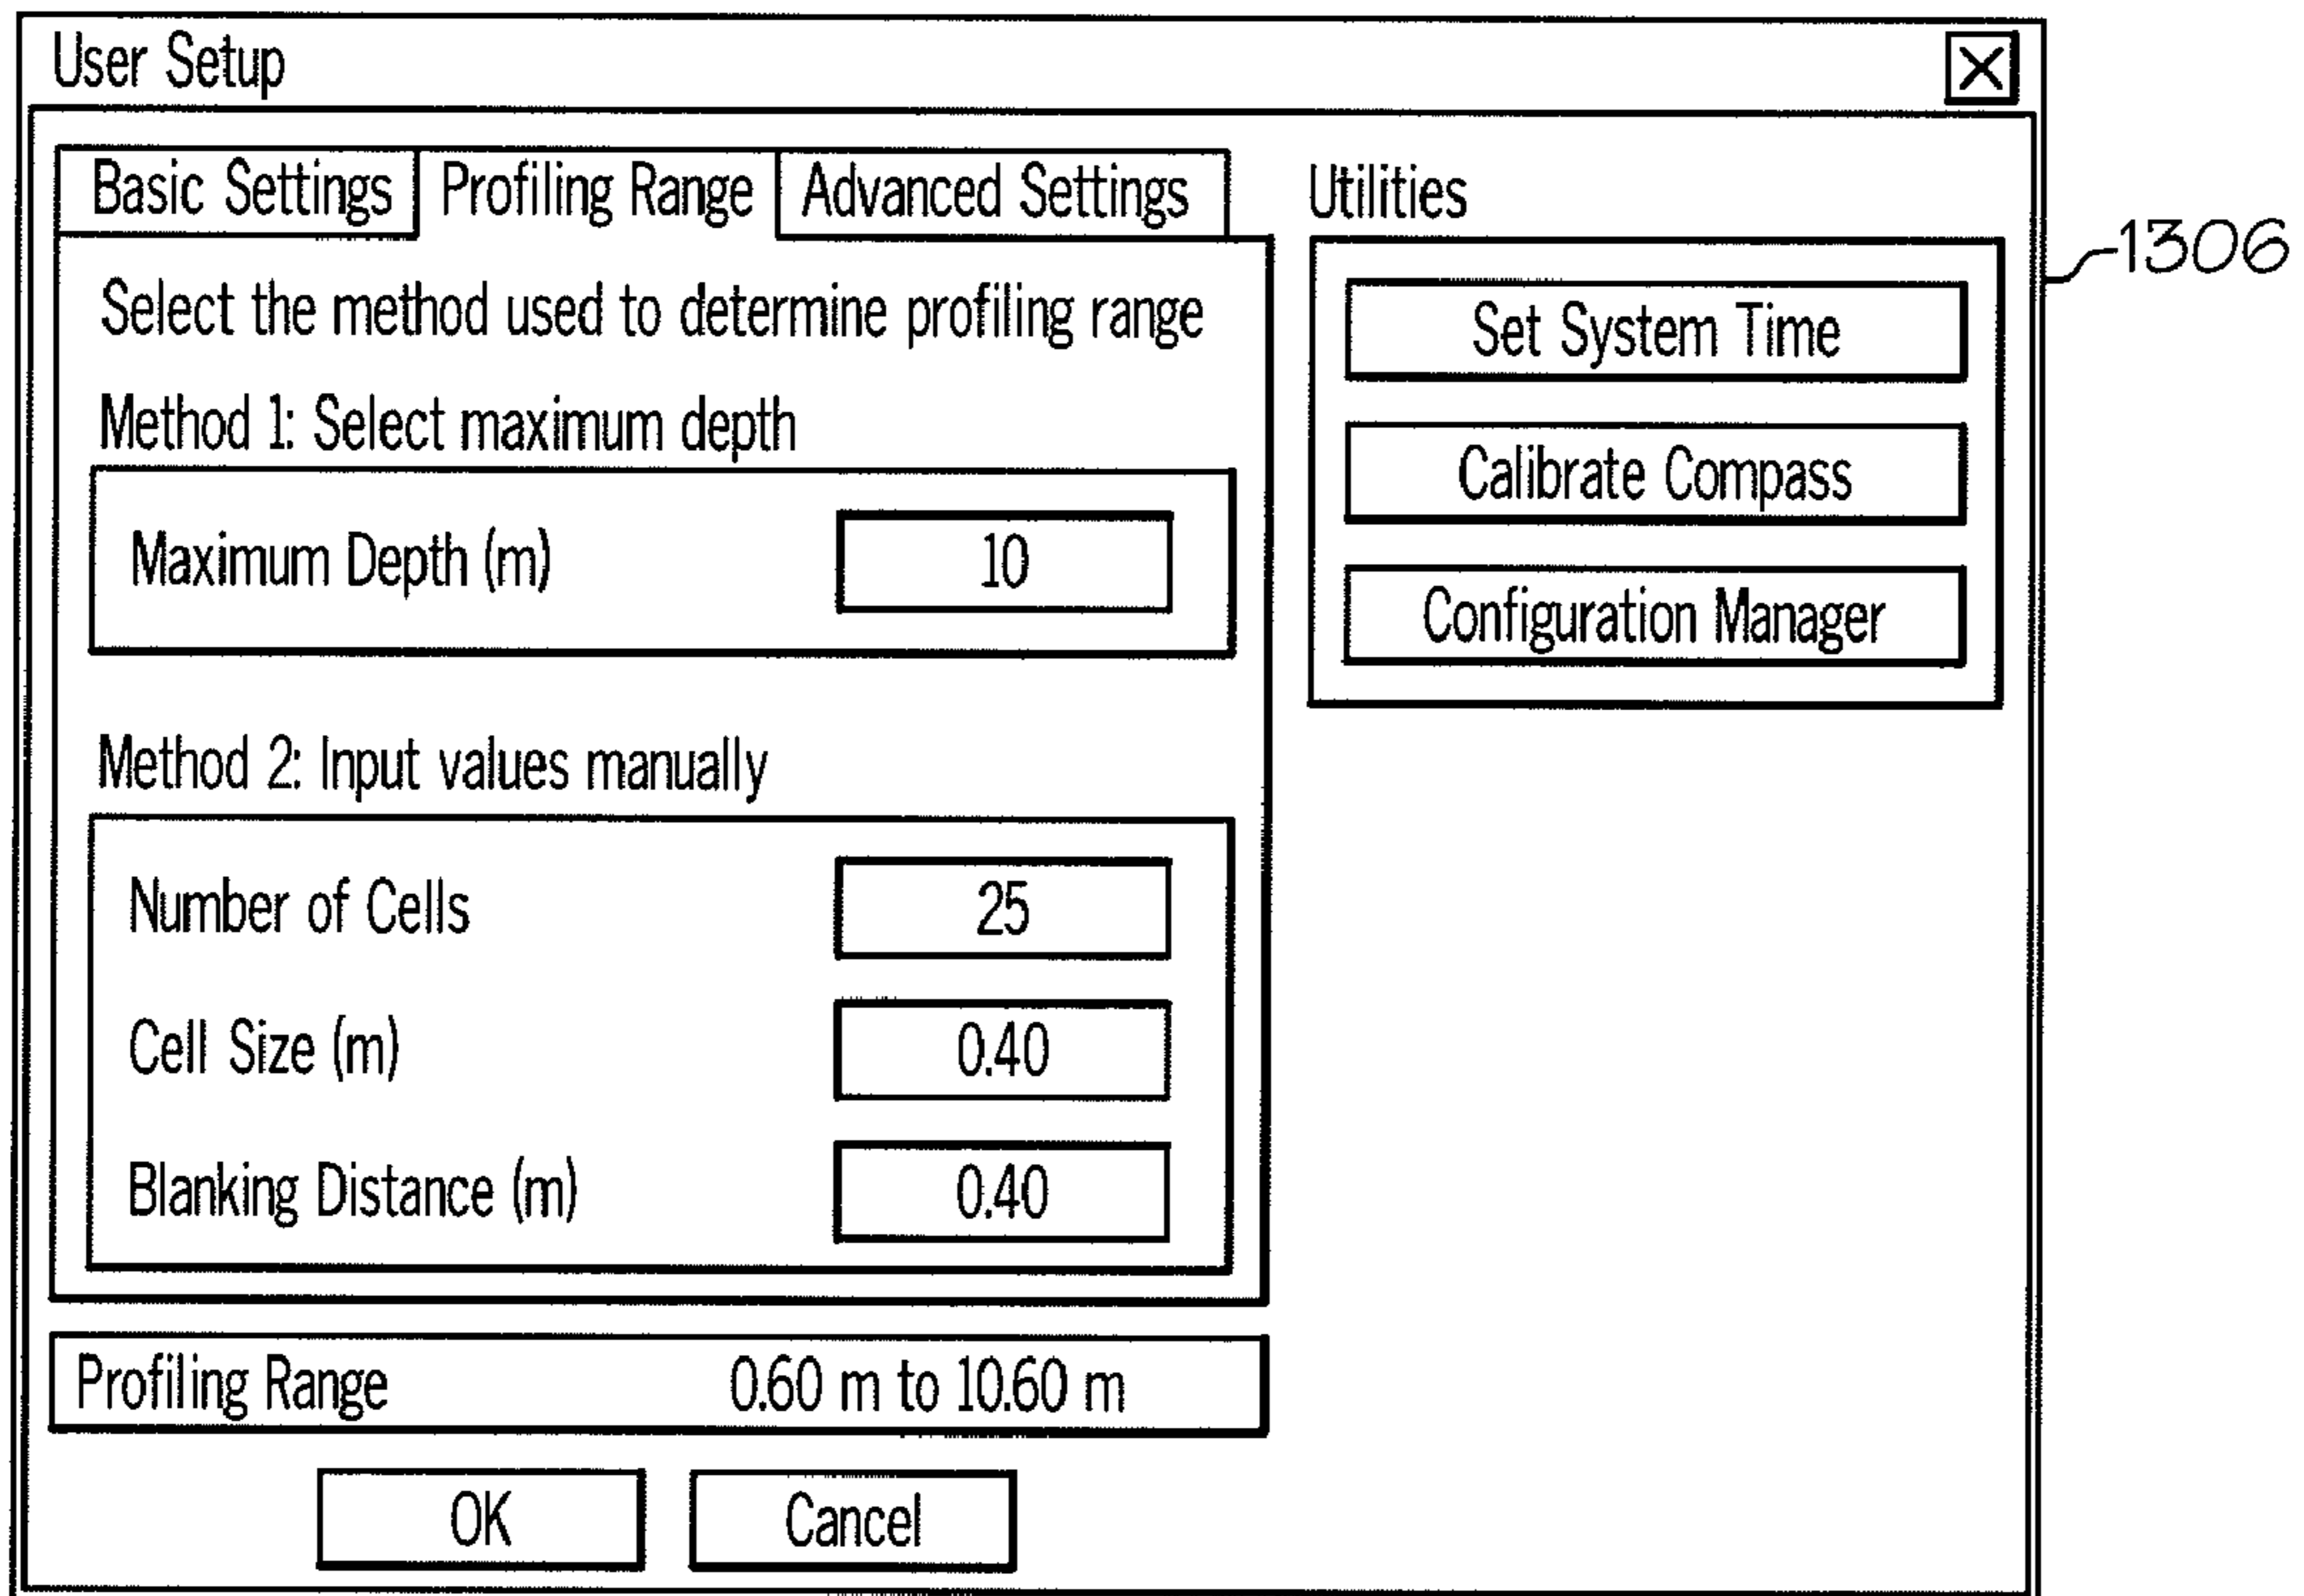 User Setup
Basic Settings Profiling Range Advanced Settings
Select the method used to determine profiling range
Method 1: Select maximum depth
Maximum Depth (m) 10
Method 2: Input values manually
Number of Cells 25
Cell Size (m) 0.40
Blanking Distance (m) 0.40
Profiling Range 0.60 m to 10.60 m
OK Cancel
Utilities
Set System Time
Calibrate Compass
Configuration Manager
1306